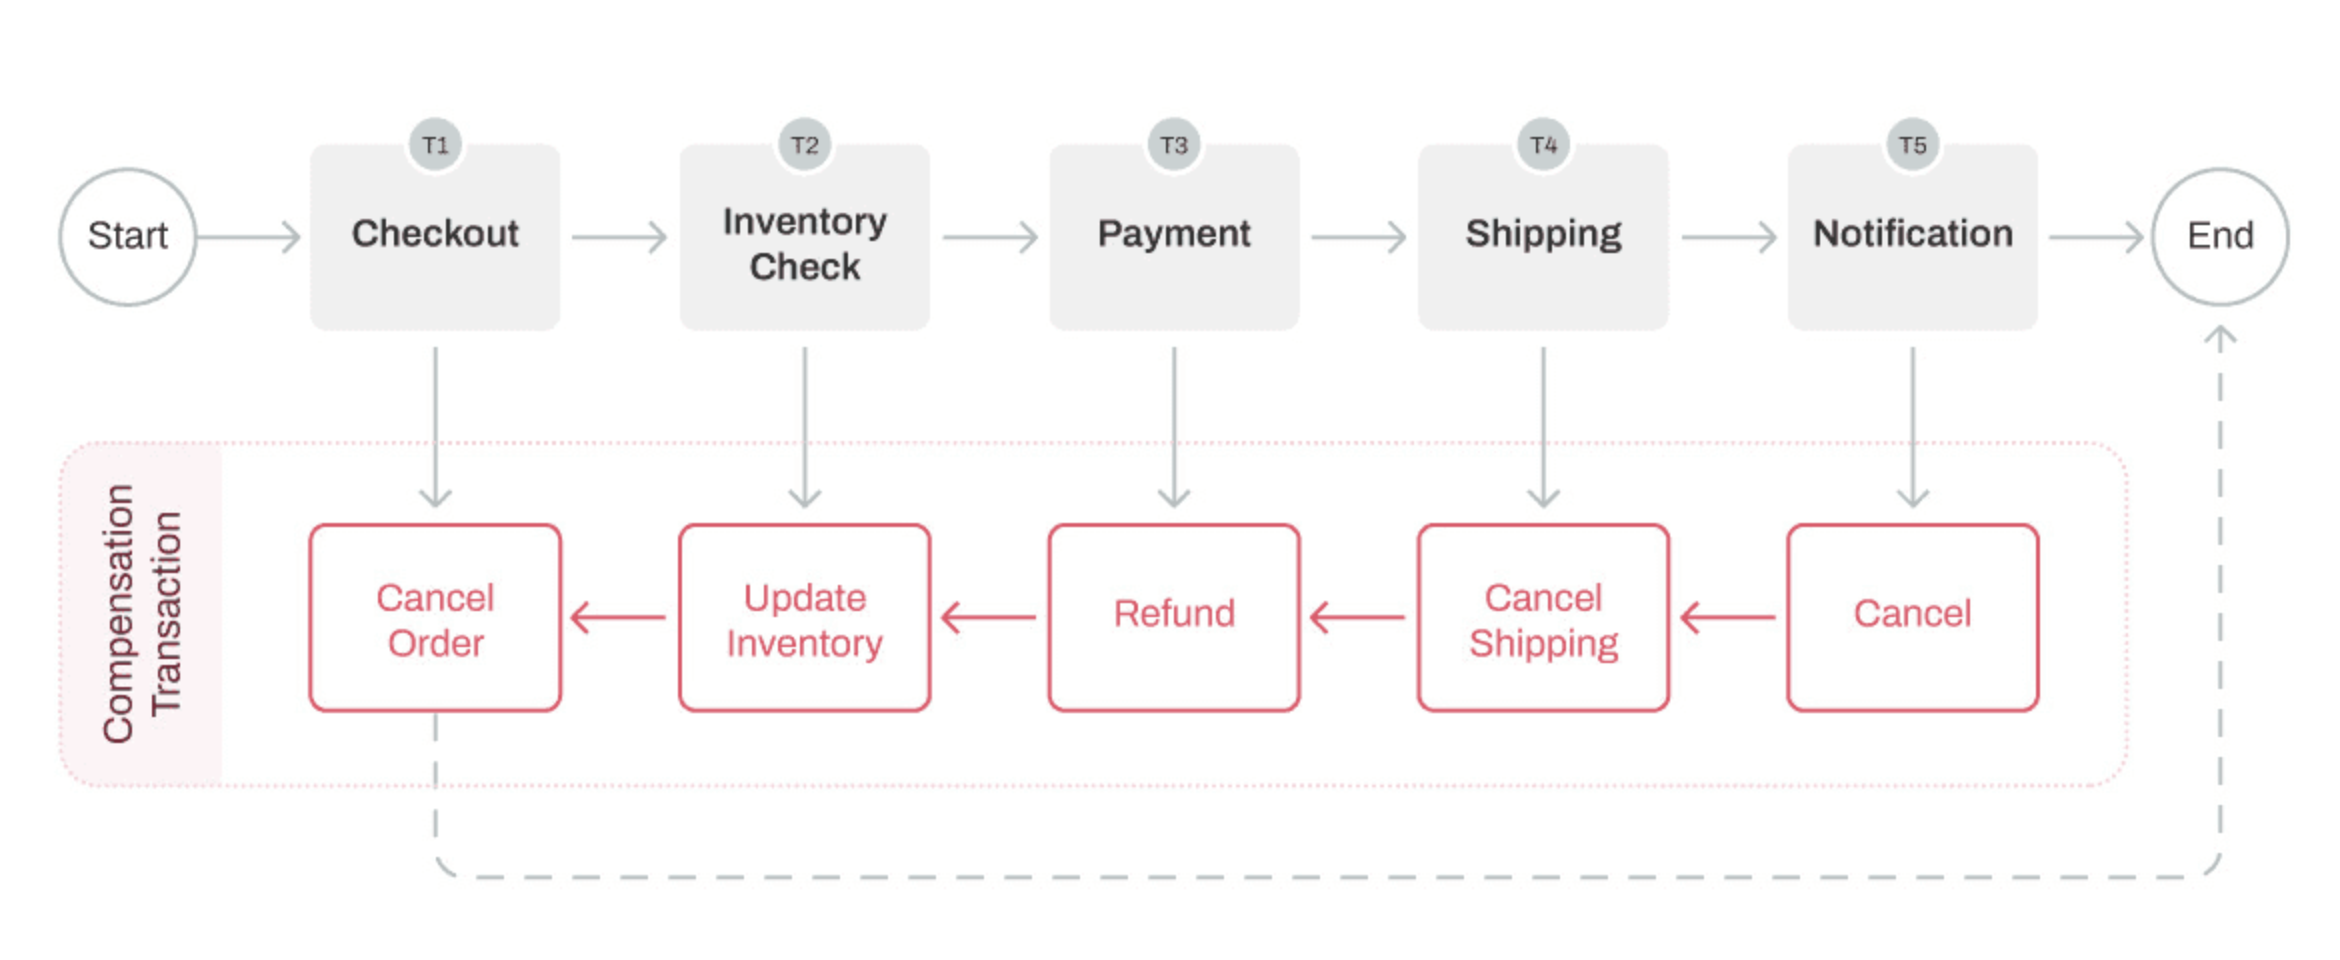 T1
T2
T3
T4
T5
Start
Checkout
Inventory
Check
Payment
Shipping
Notification
End
Compensation
Transaction
Cancel
Order
Update
Inventory
Refund
Cancel
Shipping
Cancel